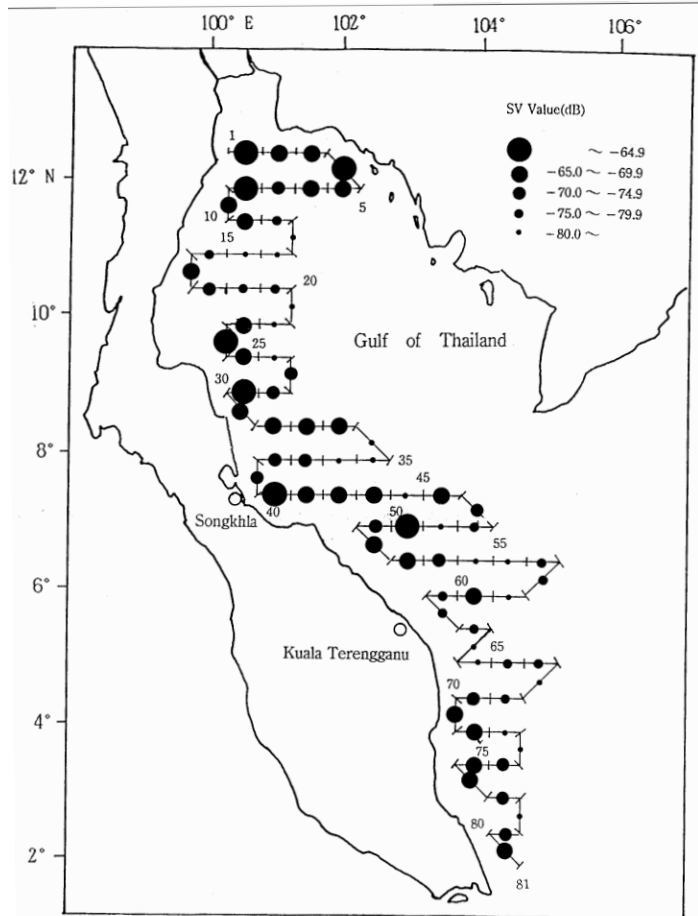 100° E 102° 104° 106°
SV Value(dB)
～ −64.9
−65.0 ～ −69.9
−70.0 ～ −74.9
−75.0 ～ −79.9
−80.0 ～
1
12° N
5
10
15
20
10°
25
Gulf of Thailand
30
8°
35
45
40
50
Songkhla
55
60
6°
Kuala Terengganu
65
70
4°
75
80
2°
81